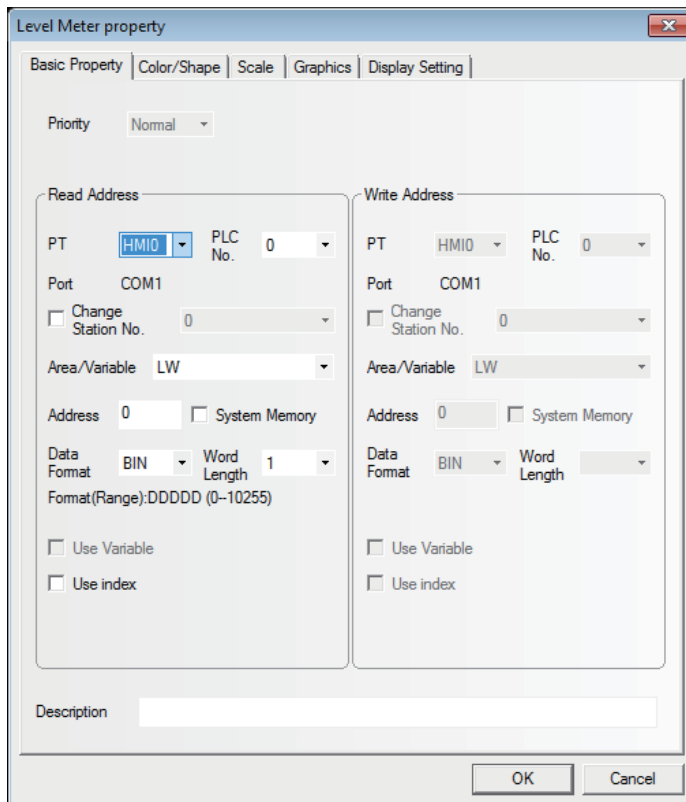 Level Meter property
Basic Property Color/Shape Scale Graphics Display Setting
Priority Normal
Read Address
PT HMI0 PLC No. 0
Port COM1
Change Station No. 0
Area/Variable LW
Address 0 System Memory
Data Format BIN Word Length 1
Format(Range):DDDDD (0--10255)
Use Variable
Use index
Write Address
PT HMI0 PLC No. 0
Port COM1
Change Station No. 0
Area/Variable LW
Address 0 System Memory
Data Format BIN Word Length
Use Variable
Use index
Description
OK Cancel